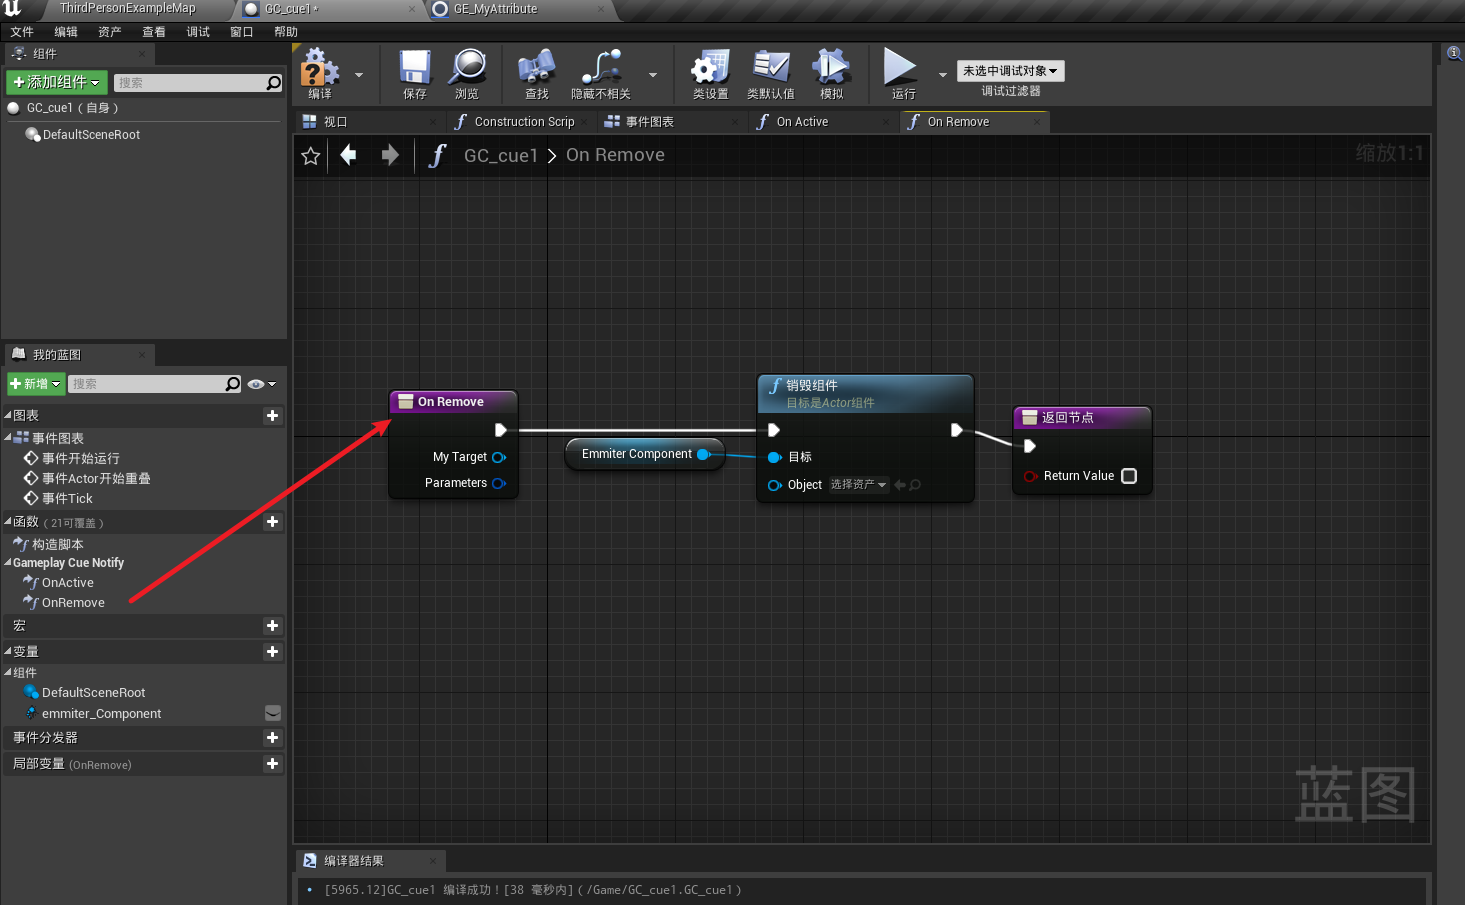 ThirdPersonExampleMap
GC_cue1*
GE_MyAttribute
文件 编辑 资产 查看 调试 窗口 帮助
组件
添加组件
搜索
GC_cue1（自身）
DefaultSceneRoot
编译
保存
浏览
查找
隐藏不相关
类设置
类默认值
模拟
运行
未选中调试对象
调试过滤器
视口
Construction Scrip
事件图表
On Active
On Remove
GC_cue1 > On Remove
缩放1:1
我的蓝图
新增
搜索
图表
事件图表
事件开始运行
事件Actor开始重叠
事件Tick
函数 （21可覆盖）
构造脚本
Gameplay Cue Notify
OnActive
OnRemove
宏
变量
组件
DefaultSceneRoot
emmiter_Component
事件分发器
局部变量 (OnRemove)
On Remove
My Target
Parameters
Emmiter Component
销毁组件
目标是Actor组件
目标
Object 选择资产
返回节点
Return Value
蓝图
编译器结果
[5965.12]GC_cue1 编译成功！[38 毫秒内]（/Game/GC_cue1.GC_cue1）